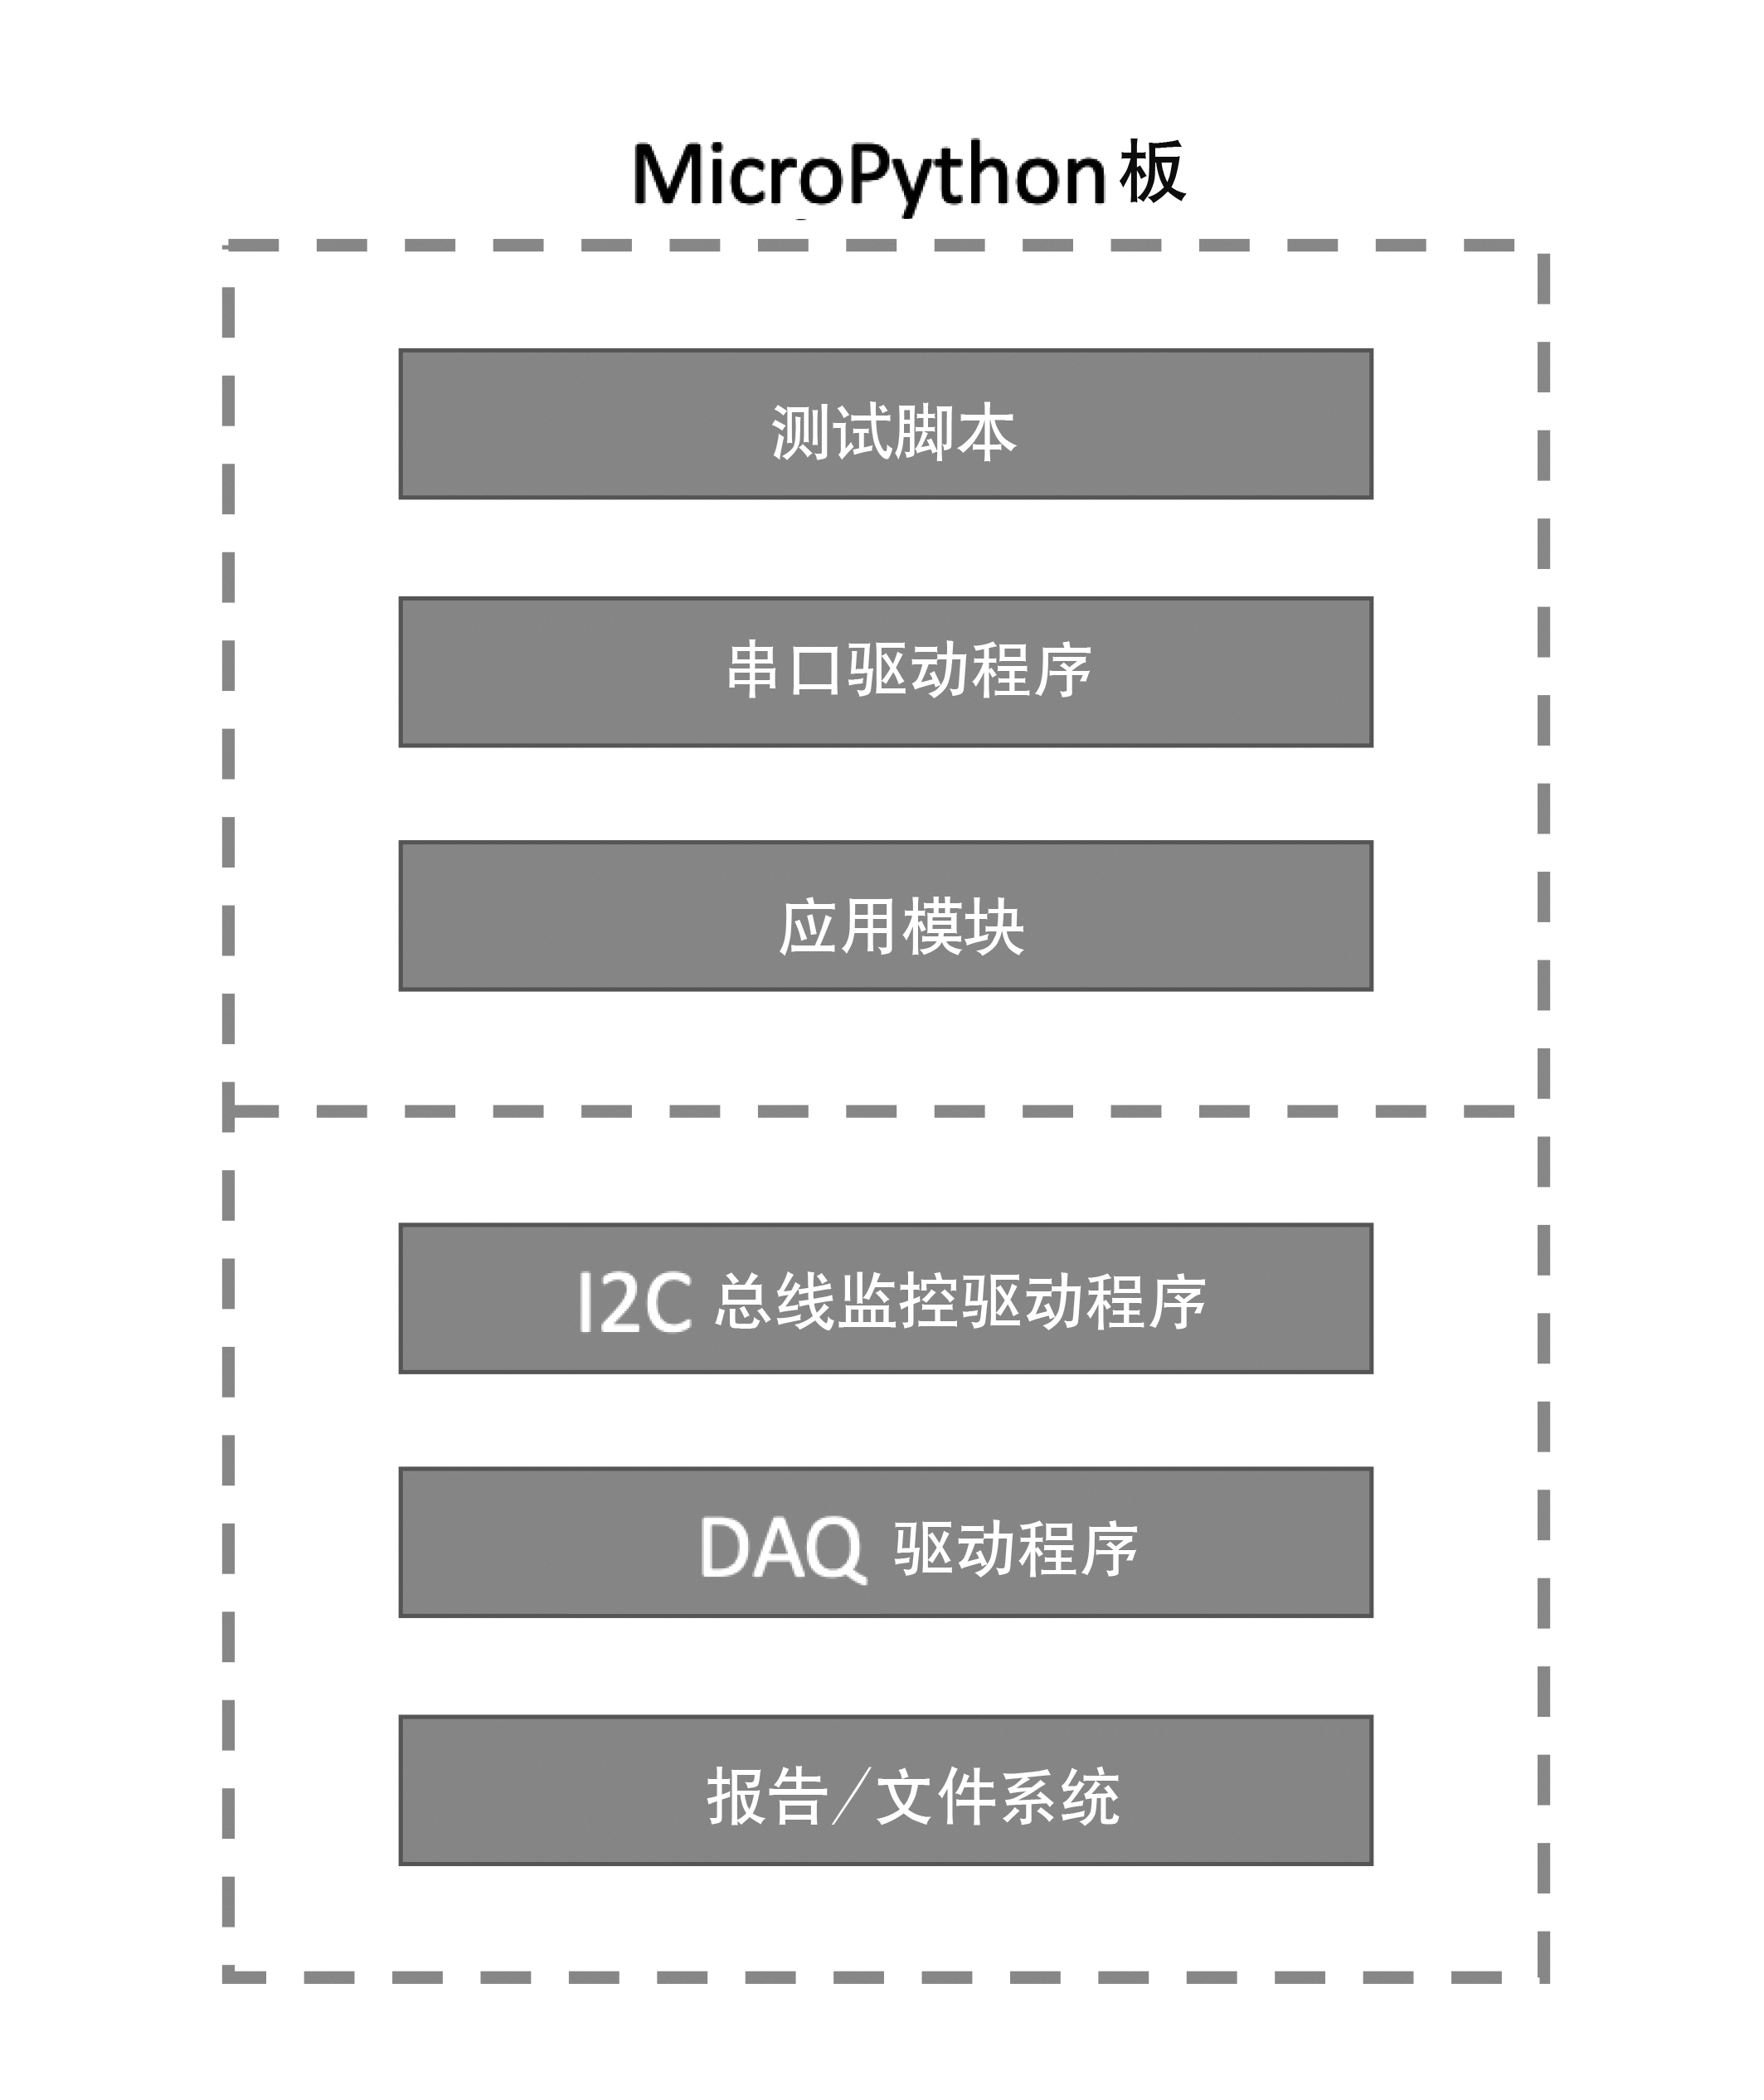 MicroPython 板
测试脚本
串口驱动程序
应用模块
I2C 总线监控驱动程序
DAQ 驱动程序
报告/文件系统